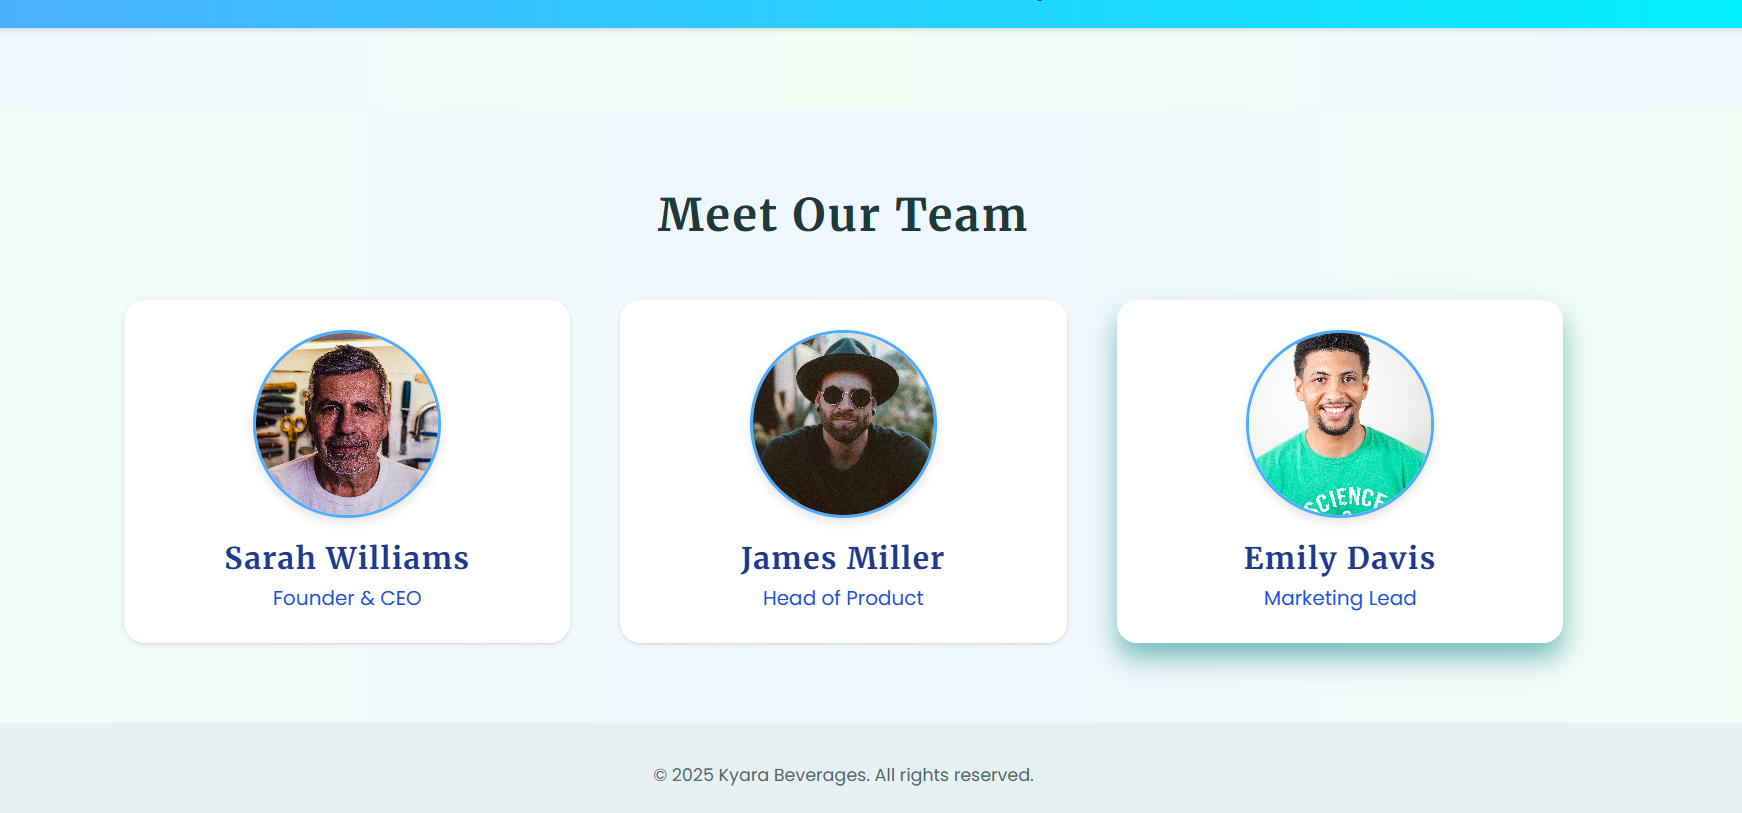 Meet Our Team
SCIENCE
Sarah Williams
James Miller
Emily Davis
Founder & CEO
Head of Product
Marketing Lead
© 2025 Kyara Beverages. All rights reserved.